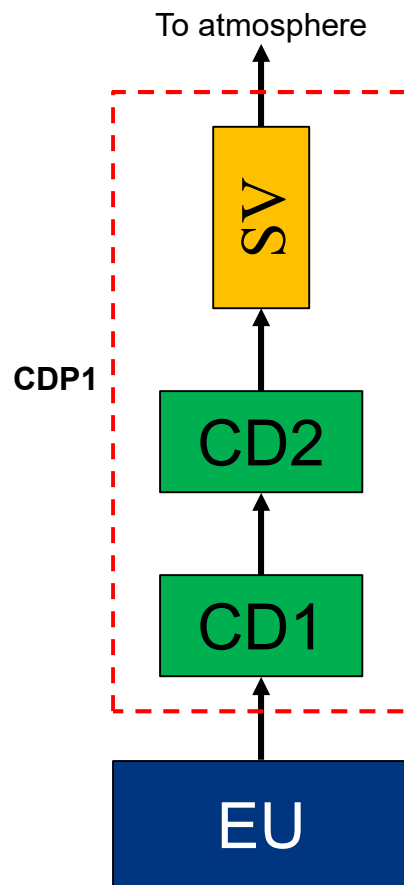 To atmosphere
SV
CDP1
CD2
CD1
EU